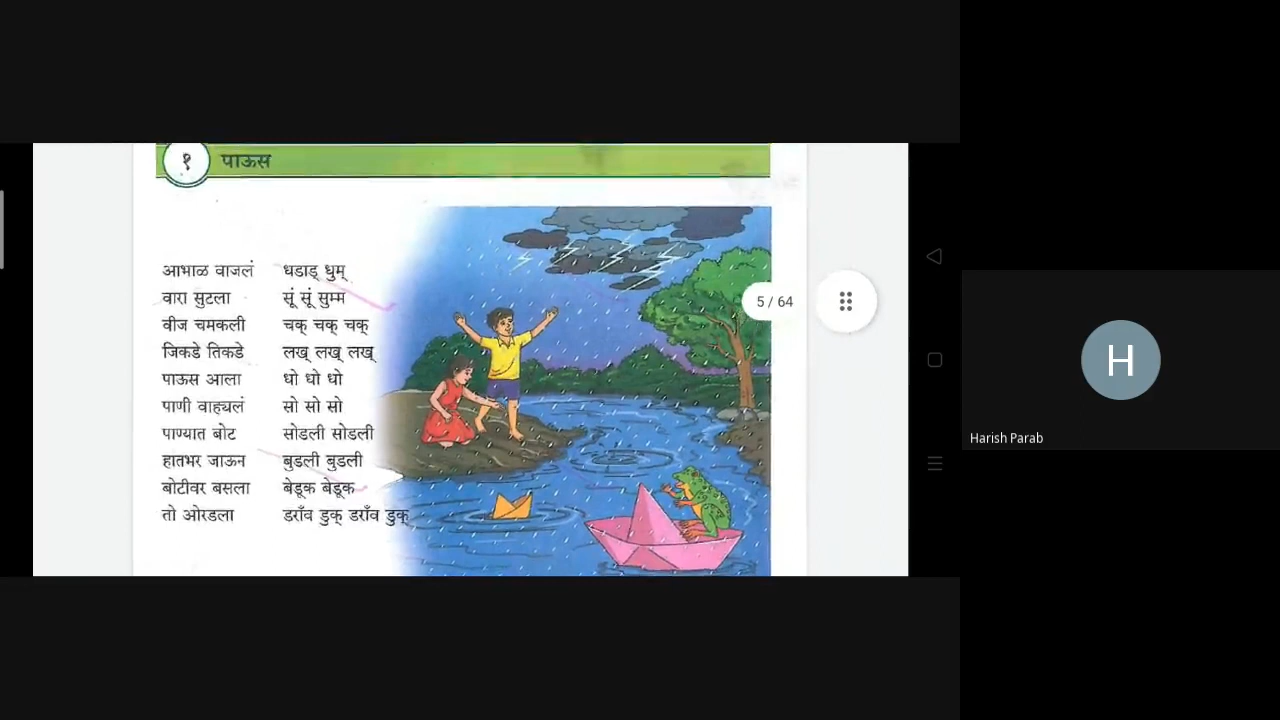 १ पाऊस
आभाळ वाजलं धडाड् धुम्
वारा सुटला सूं सूं सुम्म
वीज चमकली चक् चक् चक्
जिकडे तिकडे लख् लख् लख्
पाऊस आला धो धो धो
पाणी वाह्यलं सो सो सो
पाण्यात बोट सोडली सोडली
हातभर जाऊन बुडली बुडली
बोटीवर बसला बेडूक बेडूक
तो ओरडला डराँव डुक् डराँव डुक्
5 / 64
H
Harish Parab